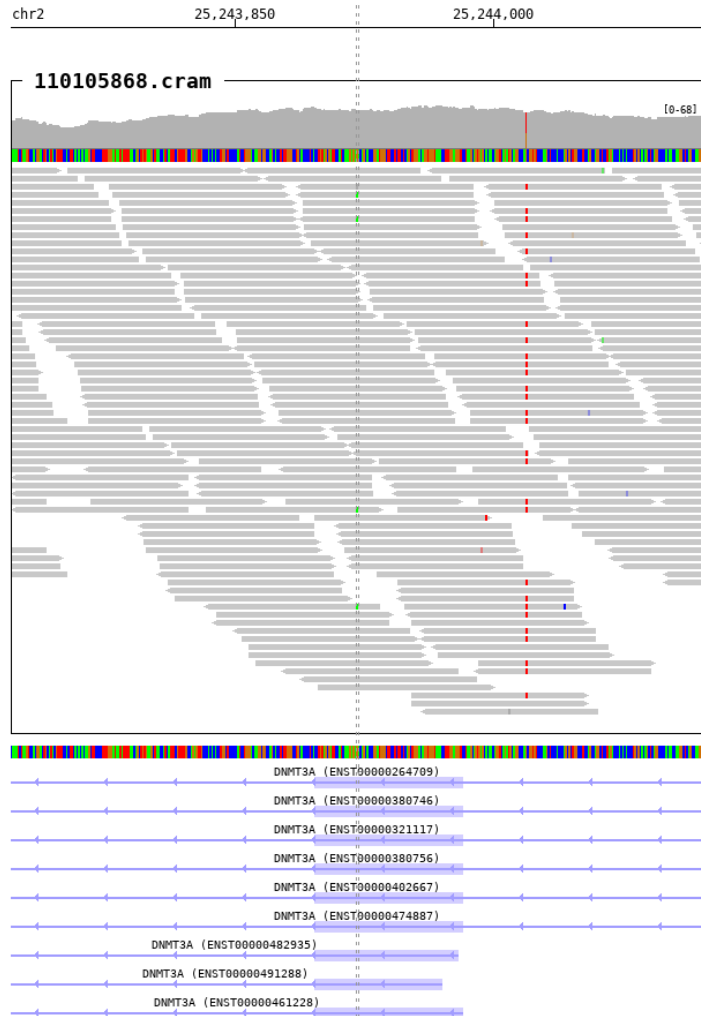 chr2 25,243,850 25,244,000
110105868.cram
[0-68]
DNMT3A (ENST00000264709)
DNMT3A (ENST00000380746)
DNMT3A (ENST00000321117)
DNMT3A (ENST00000380756)
DNMT3A (ENST00000402667)
DNMT3A (ENST00000474887)
DNMT3A (ENST00000482935)
DNMT3A (ENST00000491288)
DNMT3A (ENST00000461228)